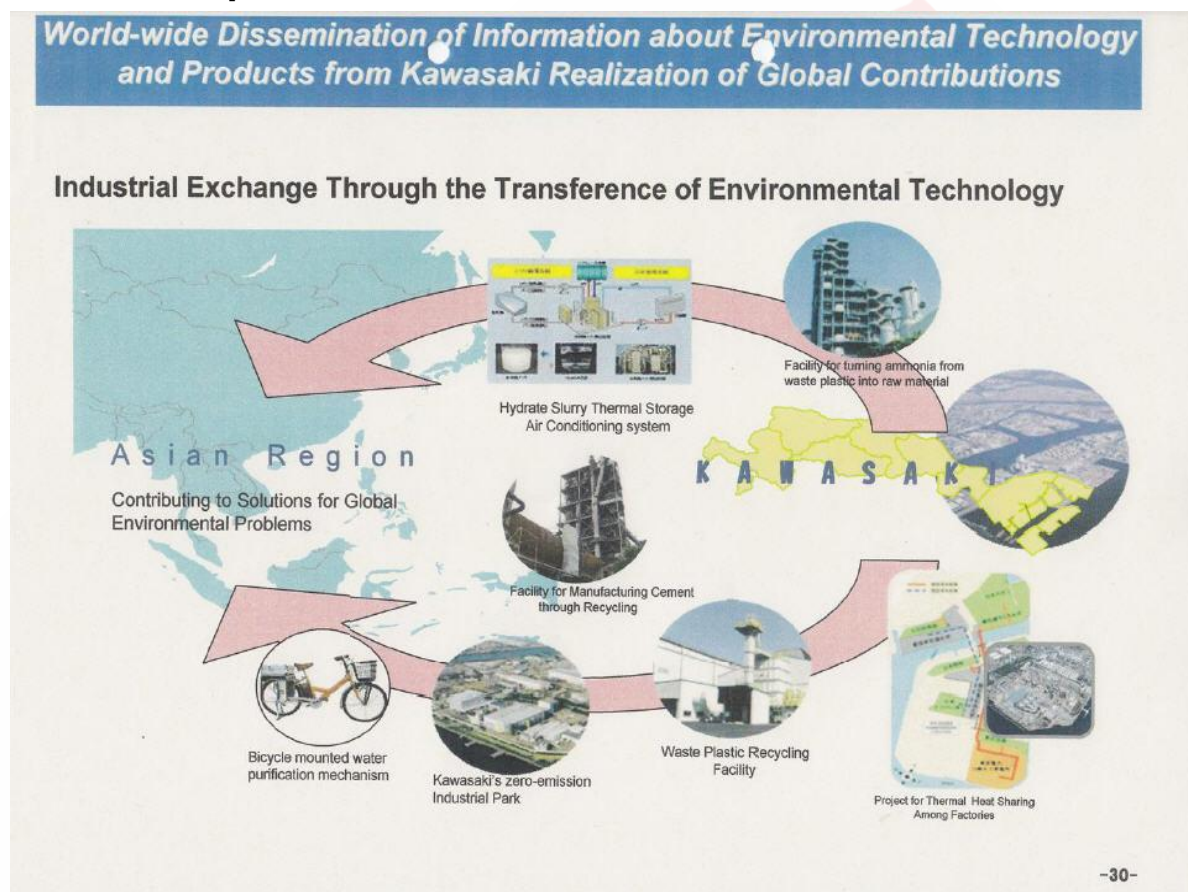 World-wide Dissemination of Information about Environmental Technology
and Products from Kawasaki Realization of Global Contributions
Industrial Exchange Through the Transference of Environmental Technology
Facility for turning ammonia from
waste plastic into raw material
Hydrate Slurry Thermal Storage
Air Conditioning system
Asian Region
KAWASAKI
Contributing to Solutions for Global
Environmental Problems
Facility for Manufacturing Cement
through Recycling
Bicycle mounted water
purification mechanism
Kawasaki's zero-emission
Industrial Park
Waste Plastic Recycling
Facility
Project for Thermal Heat Sharing
Among Factories
-30-